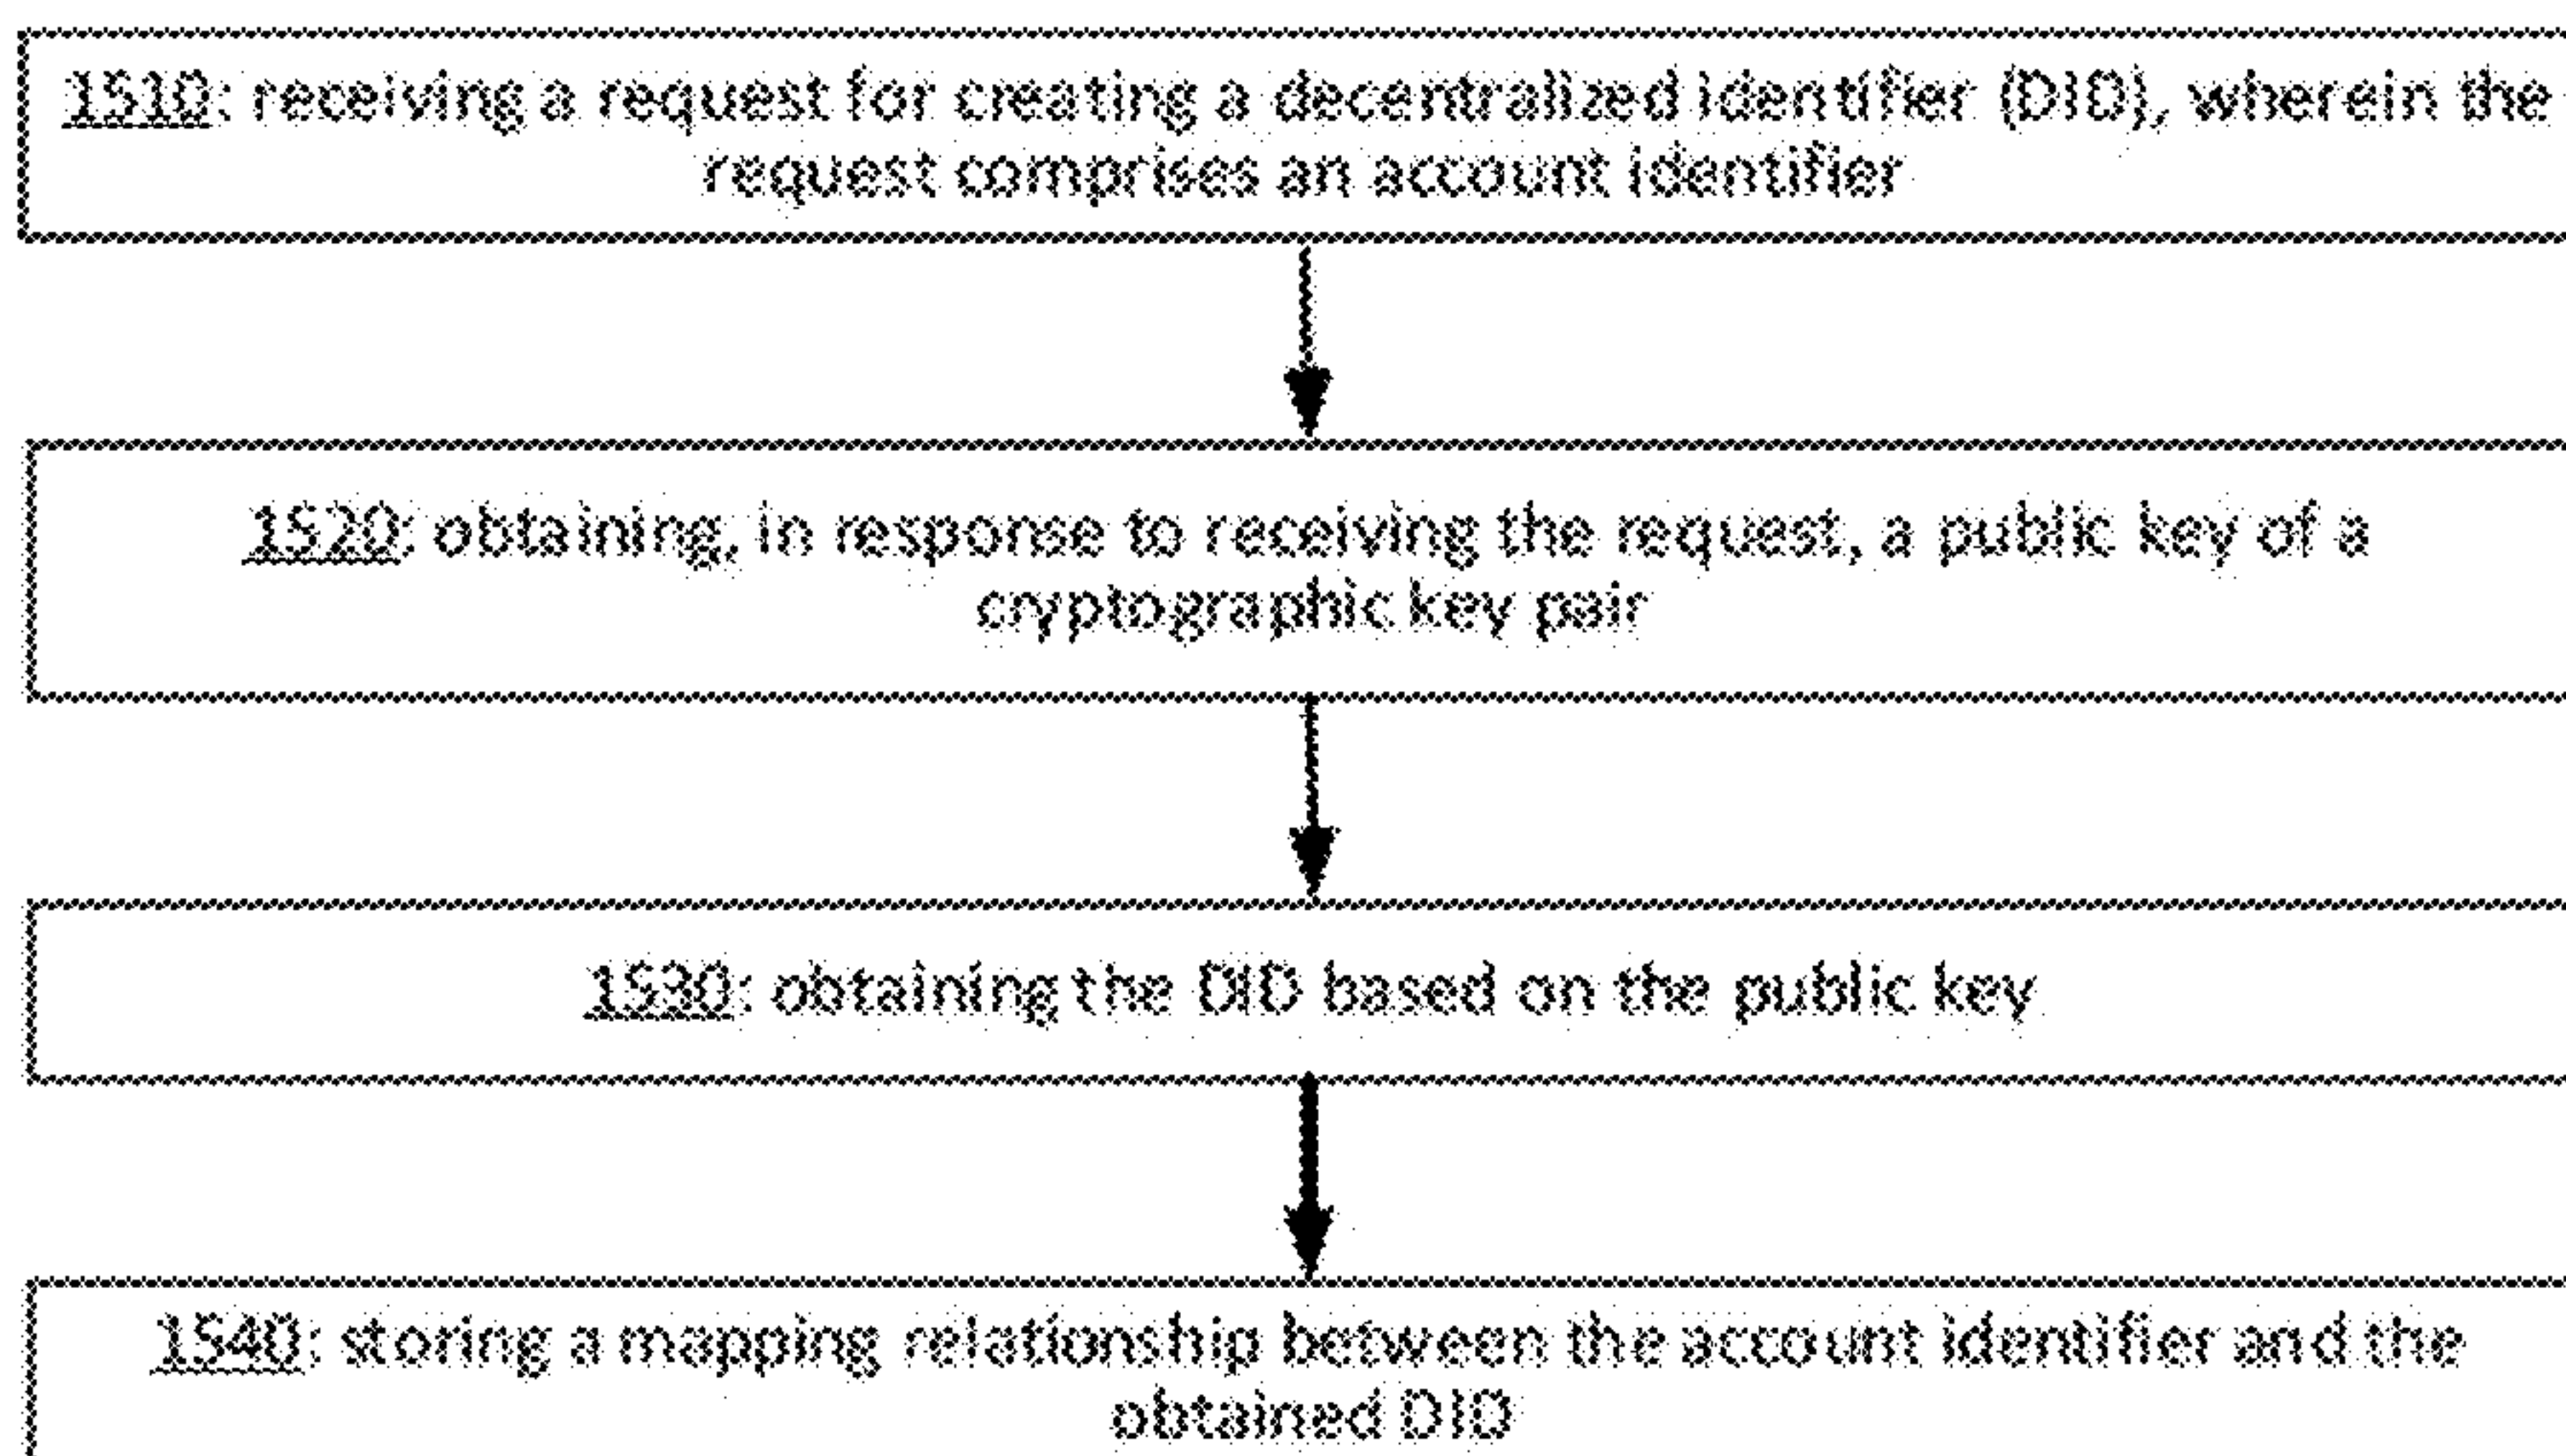 1510: receiving a request for creating a decentralized identifier (DID), wherein the
request comprises an account identifier
1520: obtaining, in response to receiving the request, a public key of a
cryptographic key pair
1530: obtaining the DID based on the public key
1540: storing a mapping relationship between the account identifier and the
obtained DID